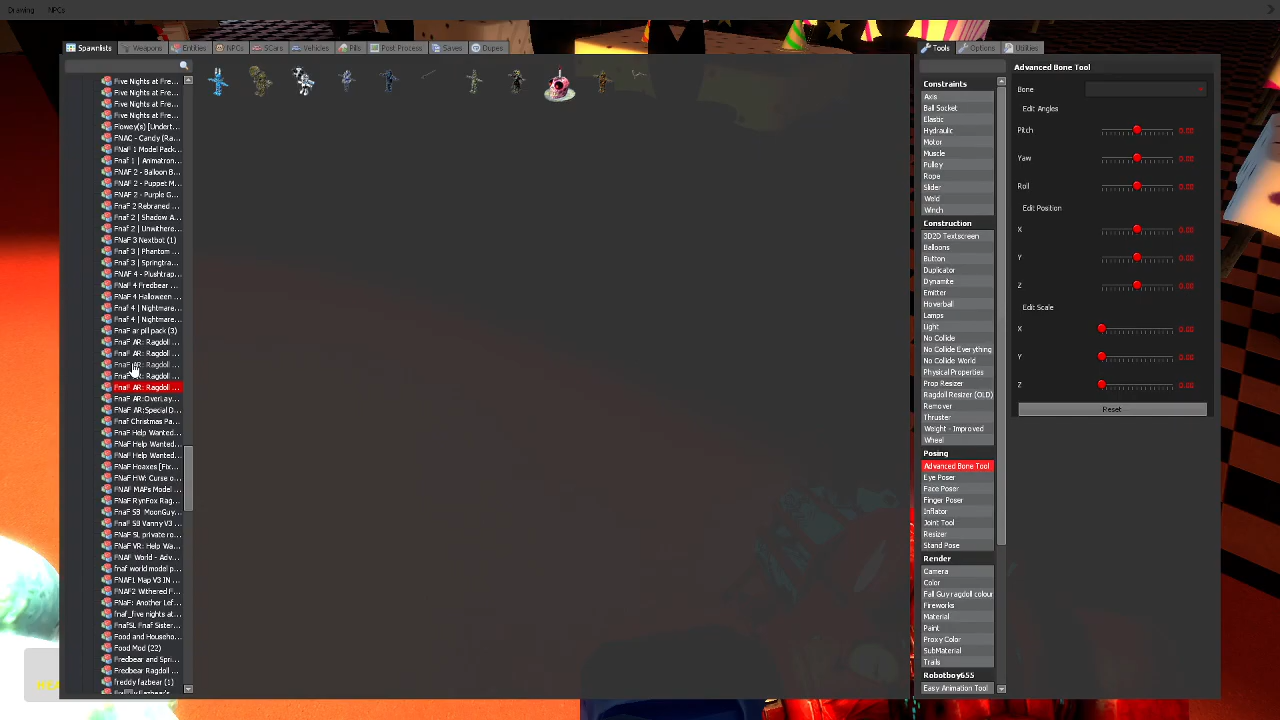 Drawing NPCs
Spawnlists Weapons Entities NPCs SCars Vehicles Pills Post Process Saves Dupes
Five Nights at Fre...
Five Nights at Fre...
Five Nights at Fre...
Five Nights at Fre...
Flowey(s) [Undert...
FNAC - Candy (Ra...
FNaF 1 Model Pack...
Fnaf 1 | Animatron...
FNAF 2 - Balloon B...
FNAF 2 - Puppet M...
FNAF 2 - Purple G...
FNaF 2 Rebraned ...
Fnaf 2 | Shadow A...
Fnaf 2 | Unwithere...
FNaF 3 Nextbot (1)
Fnaf 3 | Phantom ...
Fnaf 3 | Springtra...
FNAF 4 - Plushtrap...
FNaF 4 Fredbear ...
FNaF 4 Halloween ...
Fnaf 4 | Nightmare...
Fnaf 4 | Nightmare...
FnaF ar pill pack (3)
FnaF AR: Ragdoll ...
FnaF AR: Ragdoll ...
FnaF AR: Ragdoll ...
FnaF AR: Ragdoll ...
FnaF AR: Ragdoll ...
FNaF AR:OverLay...
FNaF AR:Special D...
Fnaf Christmas Pa...
FNaF Help Wanted...
FNaF Help Wanted...
FNaF Help Wanted...
FNaF Hoaxes [Fix...
FNaF HW: Curse o...
FNAF MAPs Model ...
FNAF RynFox Rag...
FnaF SB MoonGuy...
FNAF SB Vanny V3 ...
FNaF SL private ro...
FNAF VR: Help Wa...
FNAF World - Adv...
fnaf world model p...
FNAF1 Map V3 IN ...
FNAF2 Withered F...
FNaF: Another Lef...
fnaf_five nights at...
FnafSL Fnaf Sister...
Food and Househo...
Food Mod (22)
Fredbear and Spri...
Fredbear Ragdoll ...
freddy fazbear (1)
Tools Options Utilities
Constraints
Axis
Ball Socket
Elastic
Hydraulic
Motor
Muscle
Pulley
Rope
Slider
Weld
Winch
Construction
3D2D Textscreen
Balloons
Button
Duplicator
Dynamite
Emitter
Hoverball
Lamps
Light
No Collide
No Collide Everything
No Collide World
Physical Properties
Prop Resizer
Ragdoll Resizer (OLD)
Remover
Thruster
Weight - Improved
Wheel
Posing
Advanced Bone Tool
Eye Poser
Face Poser
Finger Poser
Inflator
Joint Tool
Resizer
Stand Pose
Render
Camera
Color
Fall Guy ragdoll colour
Fireworks
Material
Paint
Proxy Color
SubMaterial
Trails
Robotboy655
Easy Animation Tool
Advanced Bone Tool
Bone
Edit Angles
Pitch 0.00
Yaw 0.00
Roll 0.00
Edit Position
X 0.00
Y 0.00
Z 0.00
Edit Scale
X 0.00
Y 0.00
Z 0.00
Reset